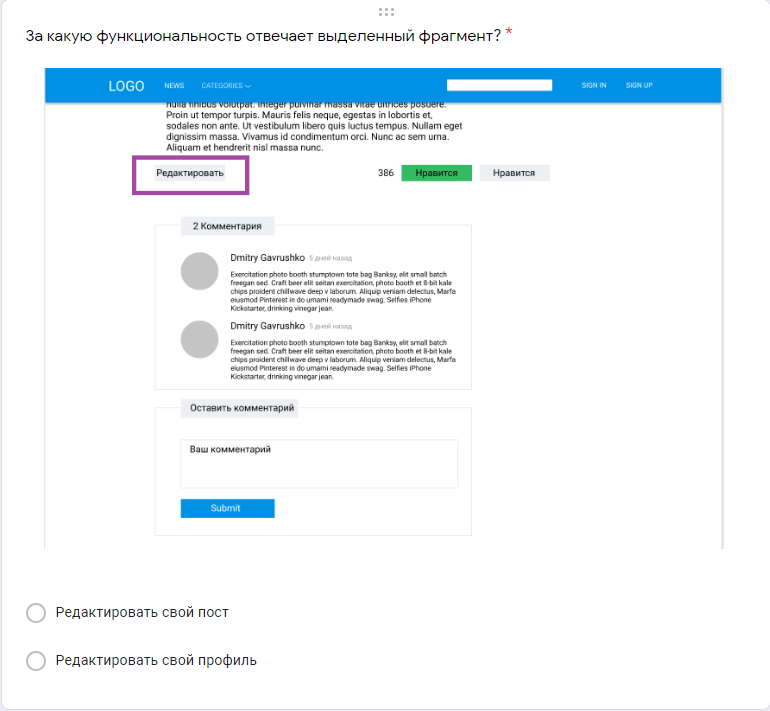 За какую функциональность отвечает выделенный фрагмент? *
LOGO NEWS CATEGORIES SIGN IN SIGN UP
nulla finibus volutpat. Integer pulvinar massa vitae ultrices posuere.
Proin ut tempor turpis. Mauris felis neque, egestas in lobortis et,
sodales non ante. Ut vestibulum libero quis luctus tempus. Nullam eget
dignissim massa. Vivamus id condimentum orci. Nunc ac sem urna.
Aliquam et hendrerit nisl massa nunc.
Редактировать 386 Нравится Нравится
2 Комментария
Dmitry Gavrushko 5 дней назад
Exercitation photo booth stumptown tote bag Banksy, elit small batch
freegan sed. Craft beer elit seitan exercitation, photo booth et 8-bit kale
chips proident chillwave deep v laborum. Aliquip veniam delectus, Marfa
eiusmod Pinterest in do umami readymade swag. Selfies iPhone
Kickstarter, drinking vinegar jean.
Dmitry Gavrushko 5 дней назад
Exercitation photo booth stumptown tote bag Banksy, elit small batch
freegan sed. Craft beer elit seitan exercitation, photo booth et 8-bit kale
chips proident chillwave deep v laborum. Aliquip veniam delectus, Marfa
eiusmod Pinterest in do umami readymade swag. Selfies iPhone
Kickstarter, drinking vinegar jean.
Оставить комментарий
Ваш комментарий
Submit
Редактировать свой пост
Редактировать свой профиль